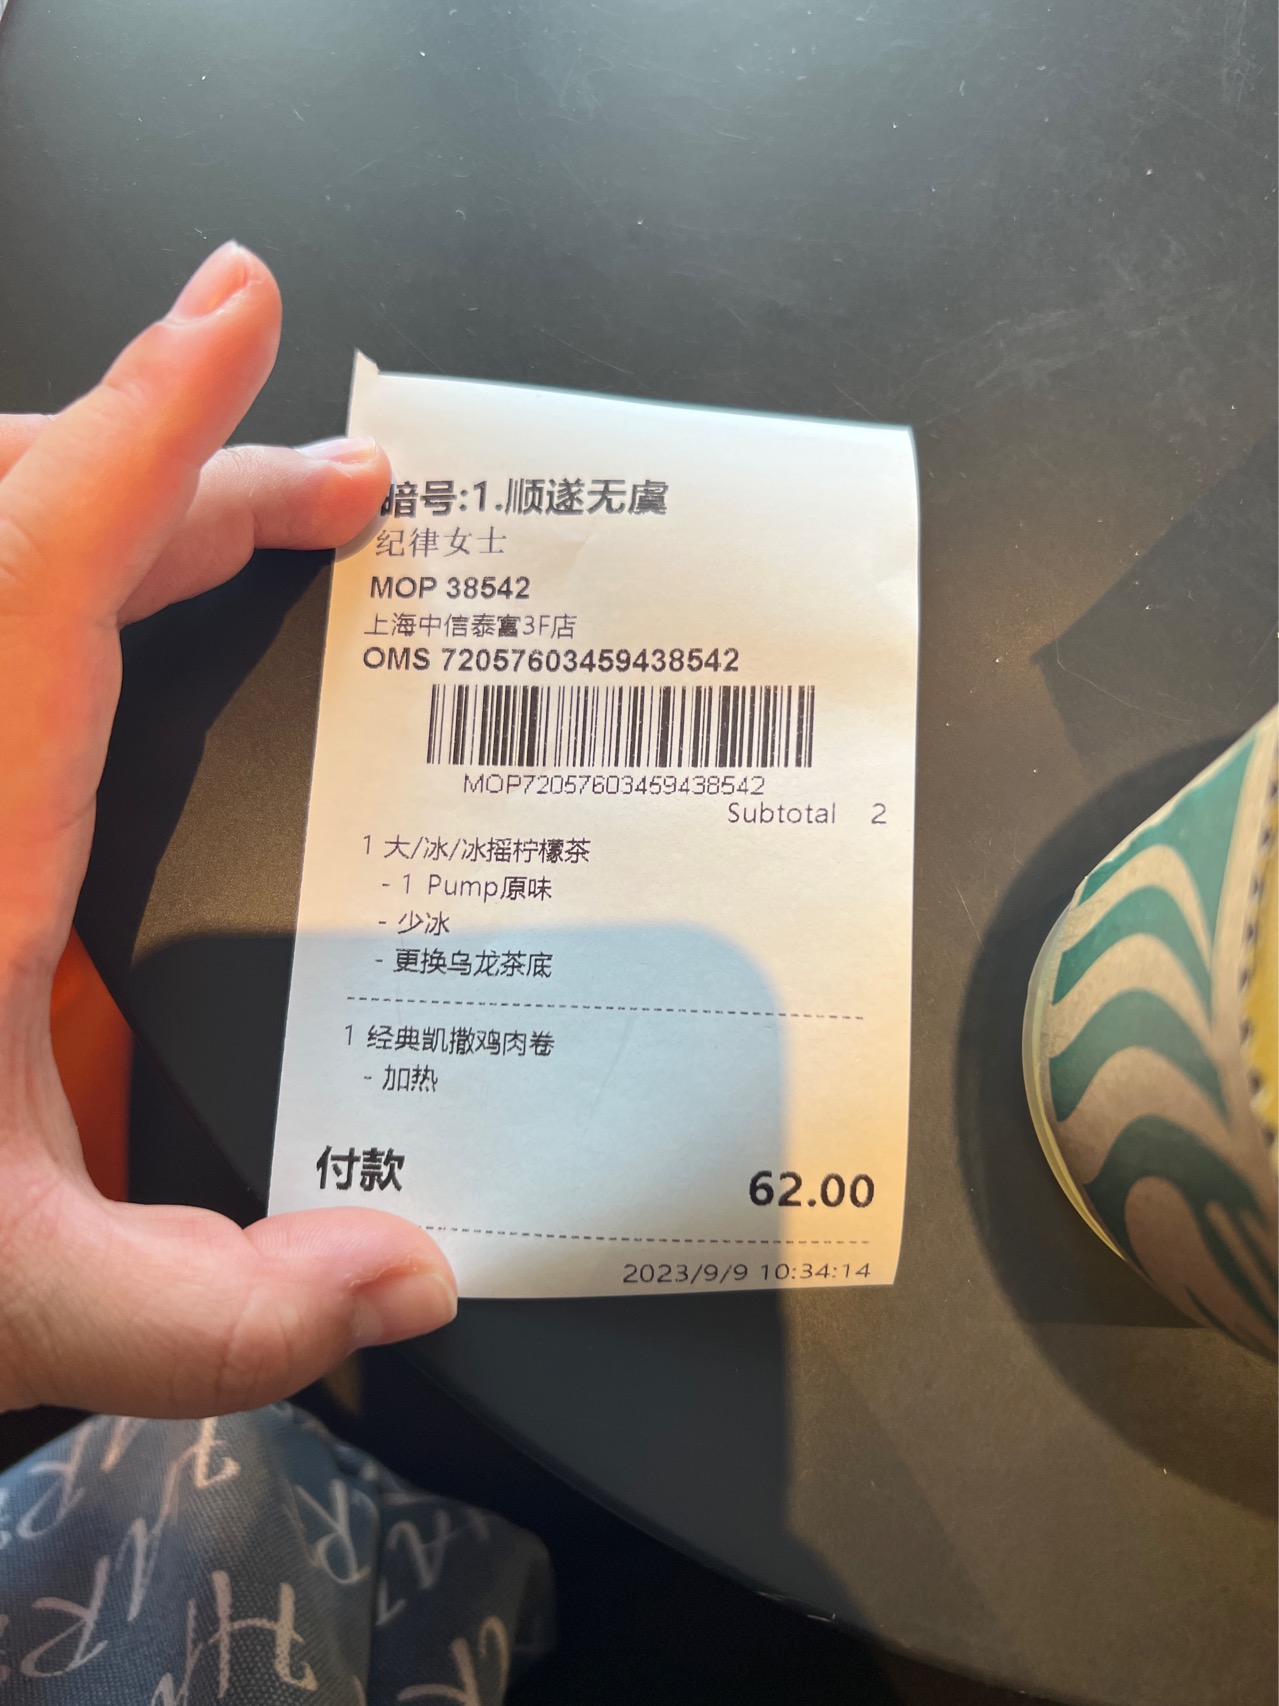 暗号:1.顺遂无虞
纪律女士
MOP 38542
上海中信泰富3F店
OMS 72057603459438542
MOP72057603459438542
Subtotal 2
1 大/冰/冰摇柠檬茶
- 1 Pump原味
- 少冰
- 更换乌龙茶底
1 经典凯撒鸡肉卷
- 加热
付款 62.00
2023/9/9 10:34:14